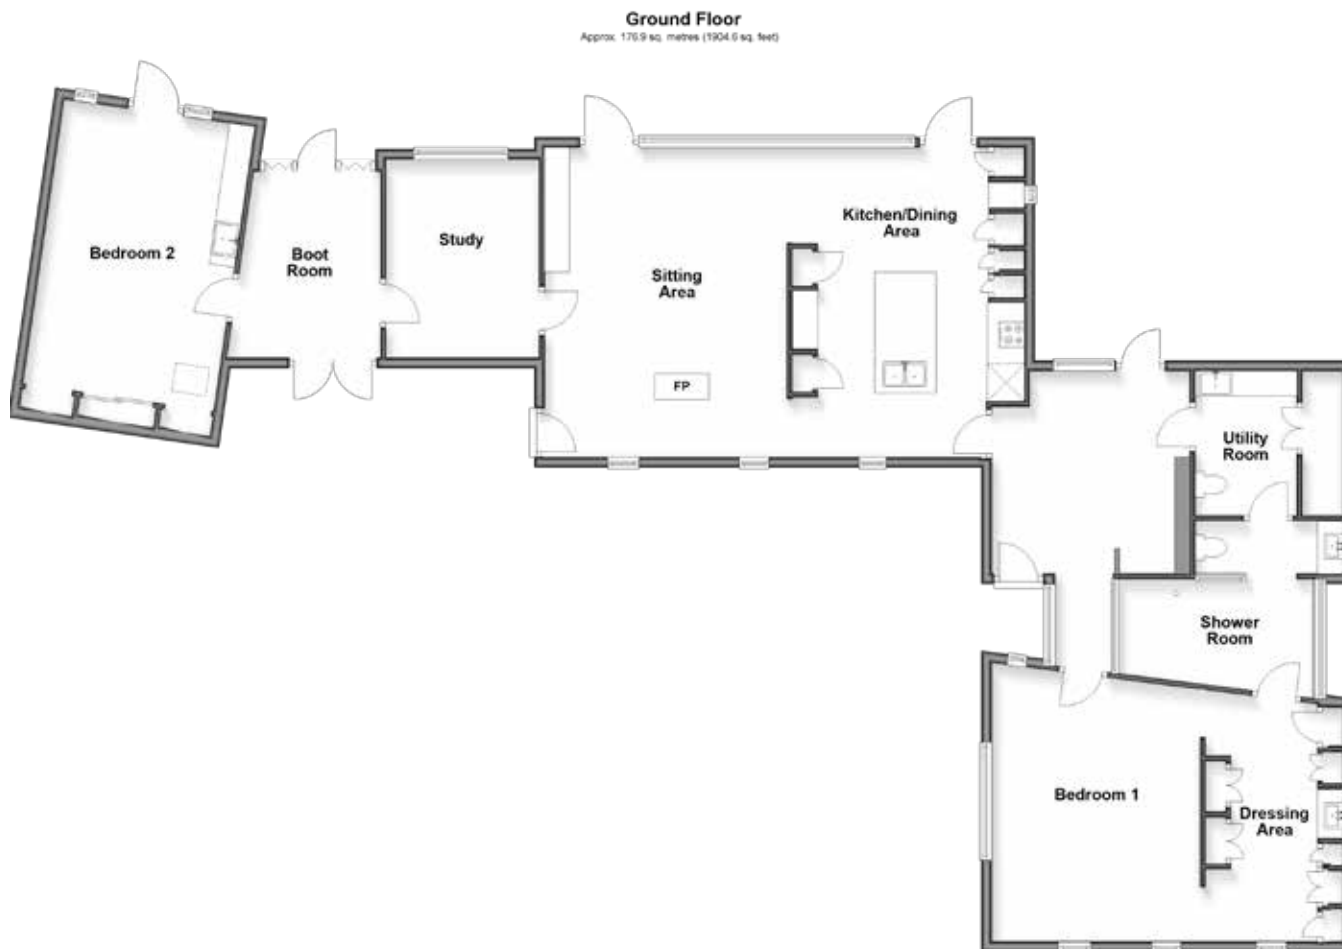 Ground Floor
Approx. 176.9 sq. metres (1904.6 sq. feet)
Kitchen/Dining
Area
Bedroom 2
Boot
Room
Study
Sitting
Area
FP
Utility
Room
Shower
Room
Bedroom 1
Dressing
Area